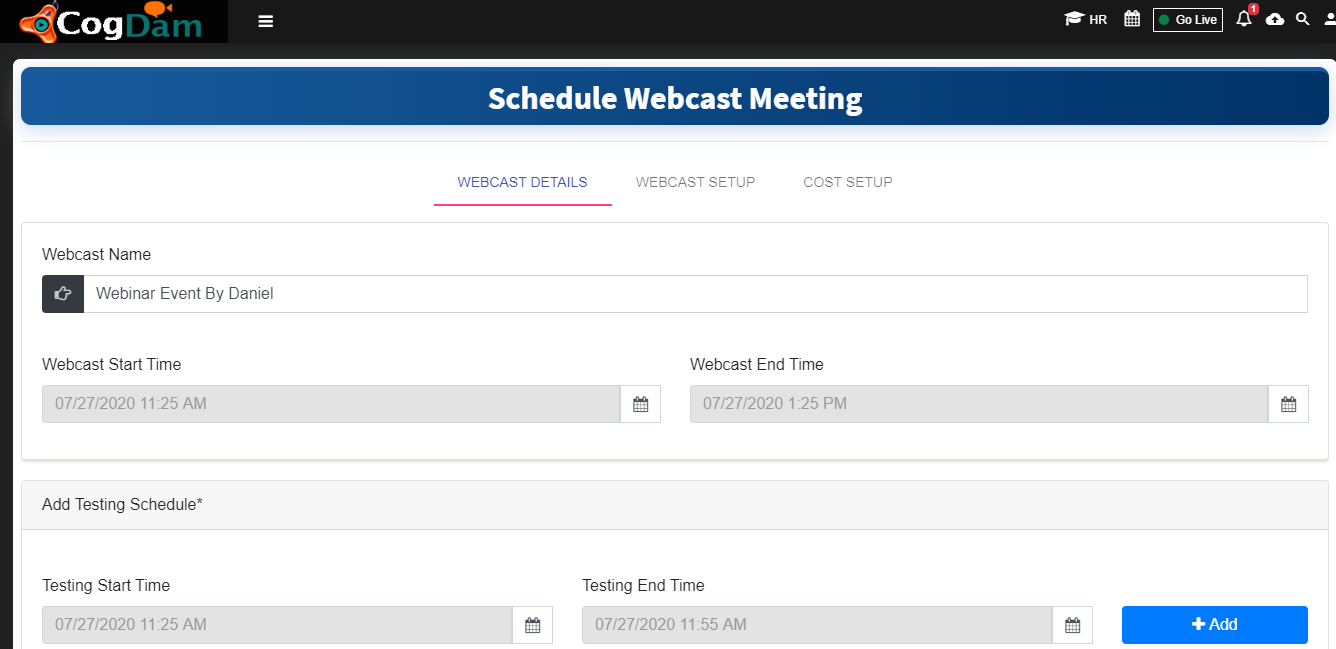 CogDam
HR
Go Live
1
Schedule Webcast Meeting
WEBCAST DETAILS WEBCAST SETUP COST SETUP
Webcast Name
Webinar Event By Daniel
Webcast Start Time Webcast End Time
07/27/2020 11:25 AM 07/27/2020 1:25 PM
Add Testing Schedule*
Testing Start Time Testing End Time
07/27/2020 11:25 AM 07/27/2020 11:55 AM Add